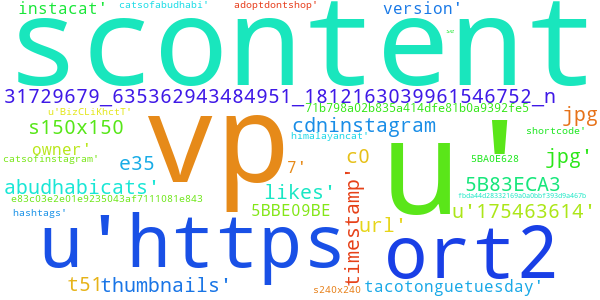 instacat' catsofabudhabi' adoptdontshop' version'
scontent
31729679_635362943484951_1812163039961546752_n
u'BizCLiKhctT' 71b798a02b835a414dfe81b0a9392fe5 jpg
s150x150 vp cdninstagram u' shortcode'
owner' himalayancat'
catsofinstagram' e35 7' c0 5BA0E628 jpg'
abudhabicats' likes' timestamp' 5B83ECA3
e83c03e2e01e9235043af7111081e843 fbda44d28332169a0a0bbf393d9a467b
hashtags' 5BBE09BE u'175463614'
u'https url' ort2
t51 thumbnails' s240x240 tacotonguetuesday'